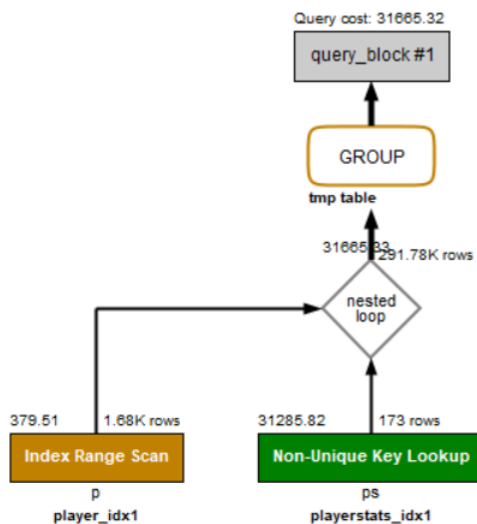 Query cost: 31665.32
query_block #1
GROUP
tmp table
31665.33
291.78K rows
nested
loop
379.51
1.68K rows
31285.82
173 rows
Index Range Scan
Non-Unique Key Lookup
p
ps
player_idx1
playerstats_idx1